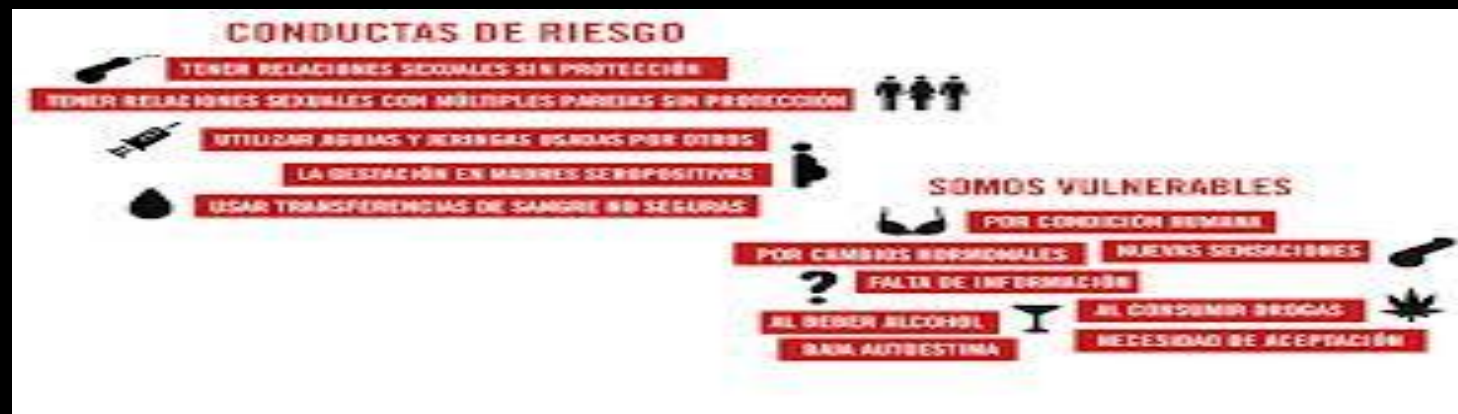 CONDUCTAS DE RIESGO
TENER RELACIONES SEXUALES SIN PROTECCIÓN
TENER RELACIONES SEXUALES CON MÚLTIPLES PAREJAS SIN PROTECCIÓN
UTILIZAR AGUJAS Y JERINGAS USADAS POR OTROS
LA GESTACIÓN EN MADRES SEROPOSITIVAS
USAR TRANSFERENCIAS DE SANGRE NO SEGURAS
SOMOS VULNERABLES
POR CONDICIÓN HUMANA
POR CAMBIOS HORMONALES
NUEVAS SENSACIONES
FALTA DE INFORMACIÓN
AL BEBER ALCOHOL
AL CONSUMIR DROGAS
BAJA AUTOESTIMA
NECESIDAD DE ACEPTACIÓN